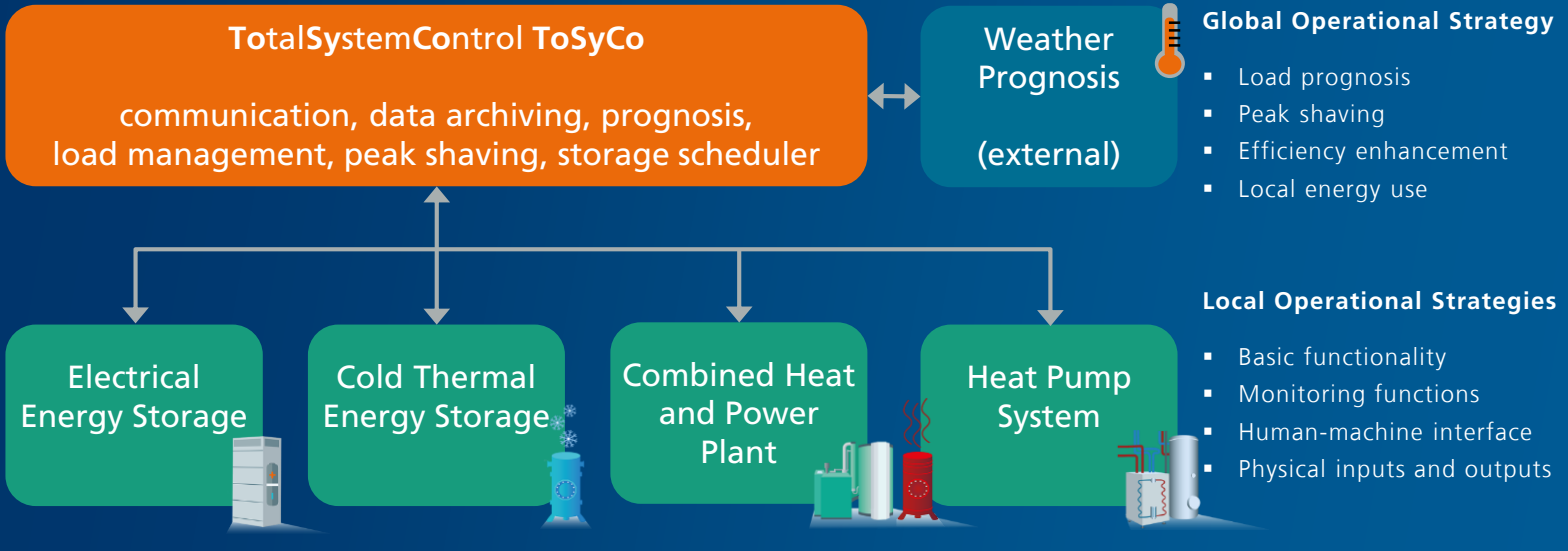 TotalSystemControl ToSyCo
communication, data archiving, prognosis,
load management, peak shaving, storage scheduler
Weather
Prognosis
(external)
Global Operational Strategy
▪ Load prognosis
▪ Peak shaving
▪ Efficiency enhancement
▪ Local energy use
Electrical
Energy Storage
Cold Thermal
Energy Storage
Combined Heat
and Power
Plant
Heat Pump
System
Local Operational Strategies
▪ Basic functionality
▪ Monitoring functions
▪ Human-machine interface
▪ Physical inputs and outputs